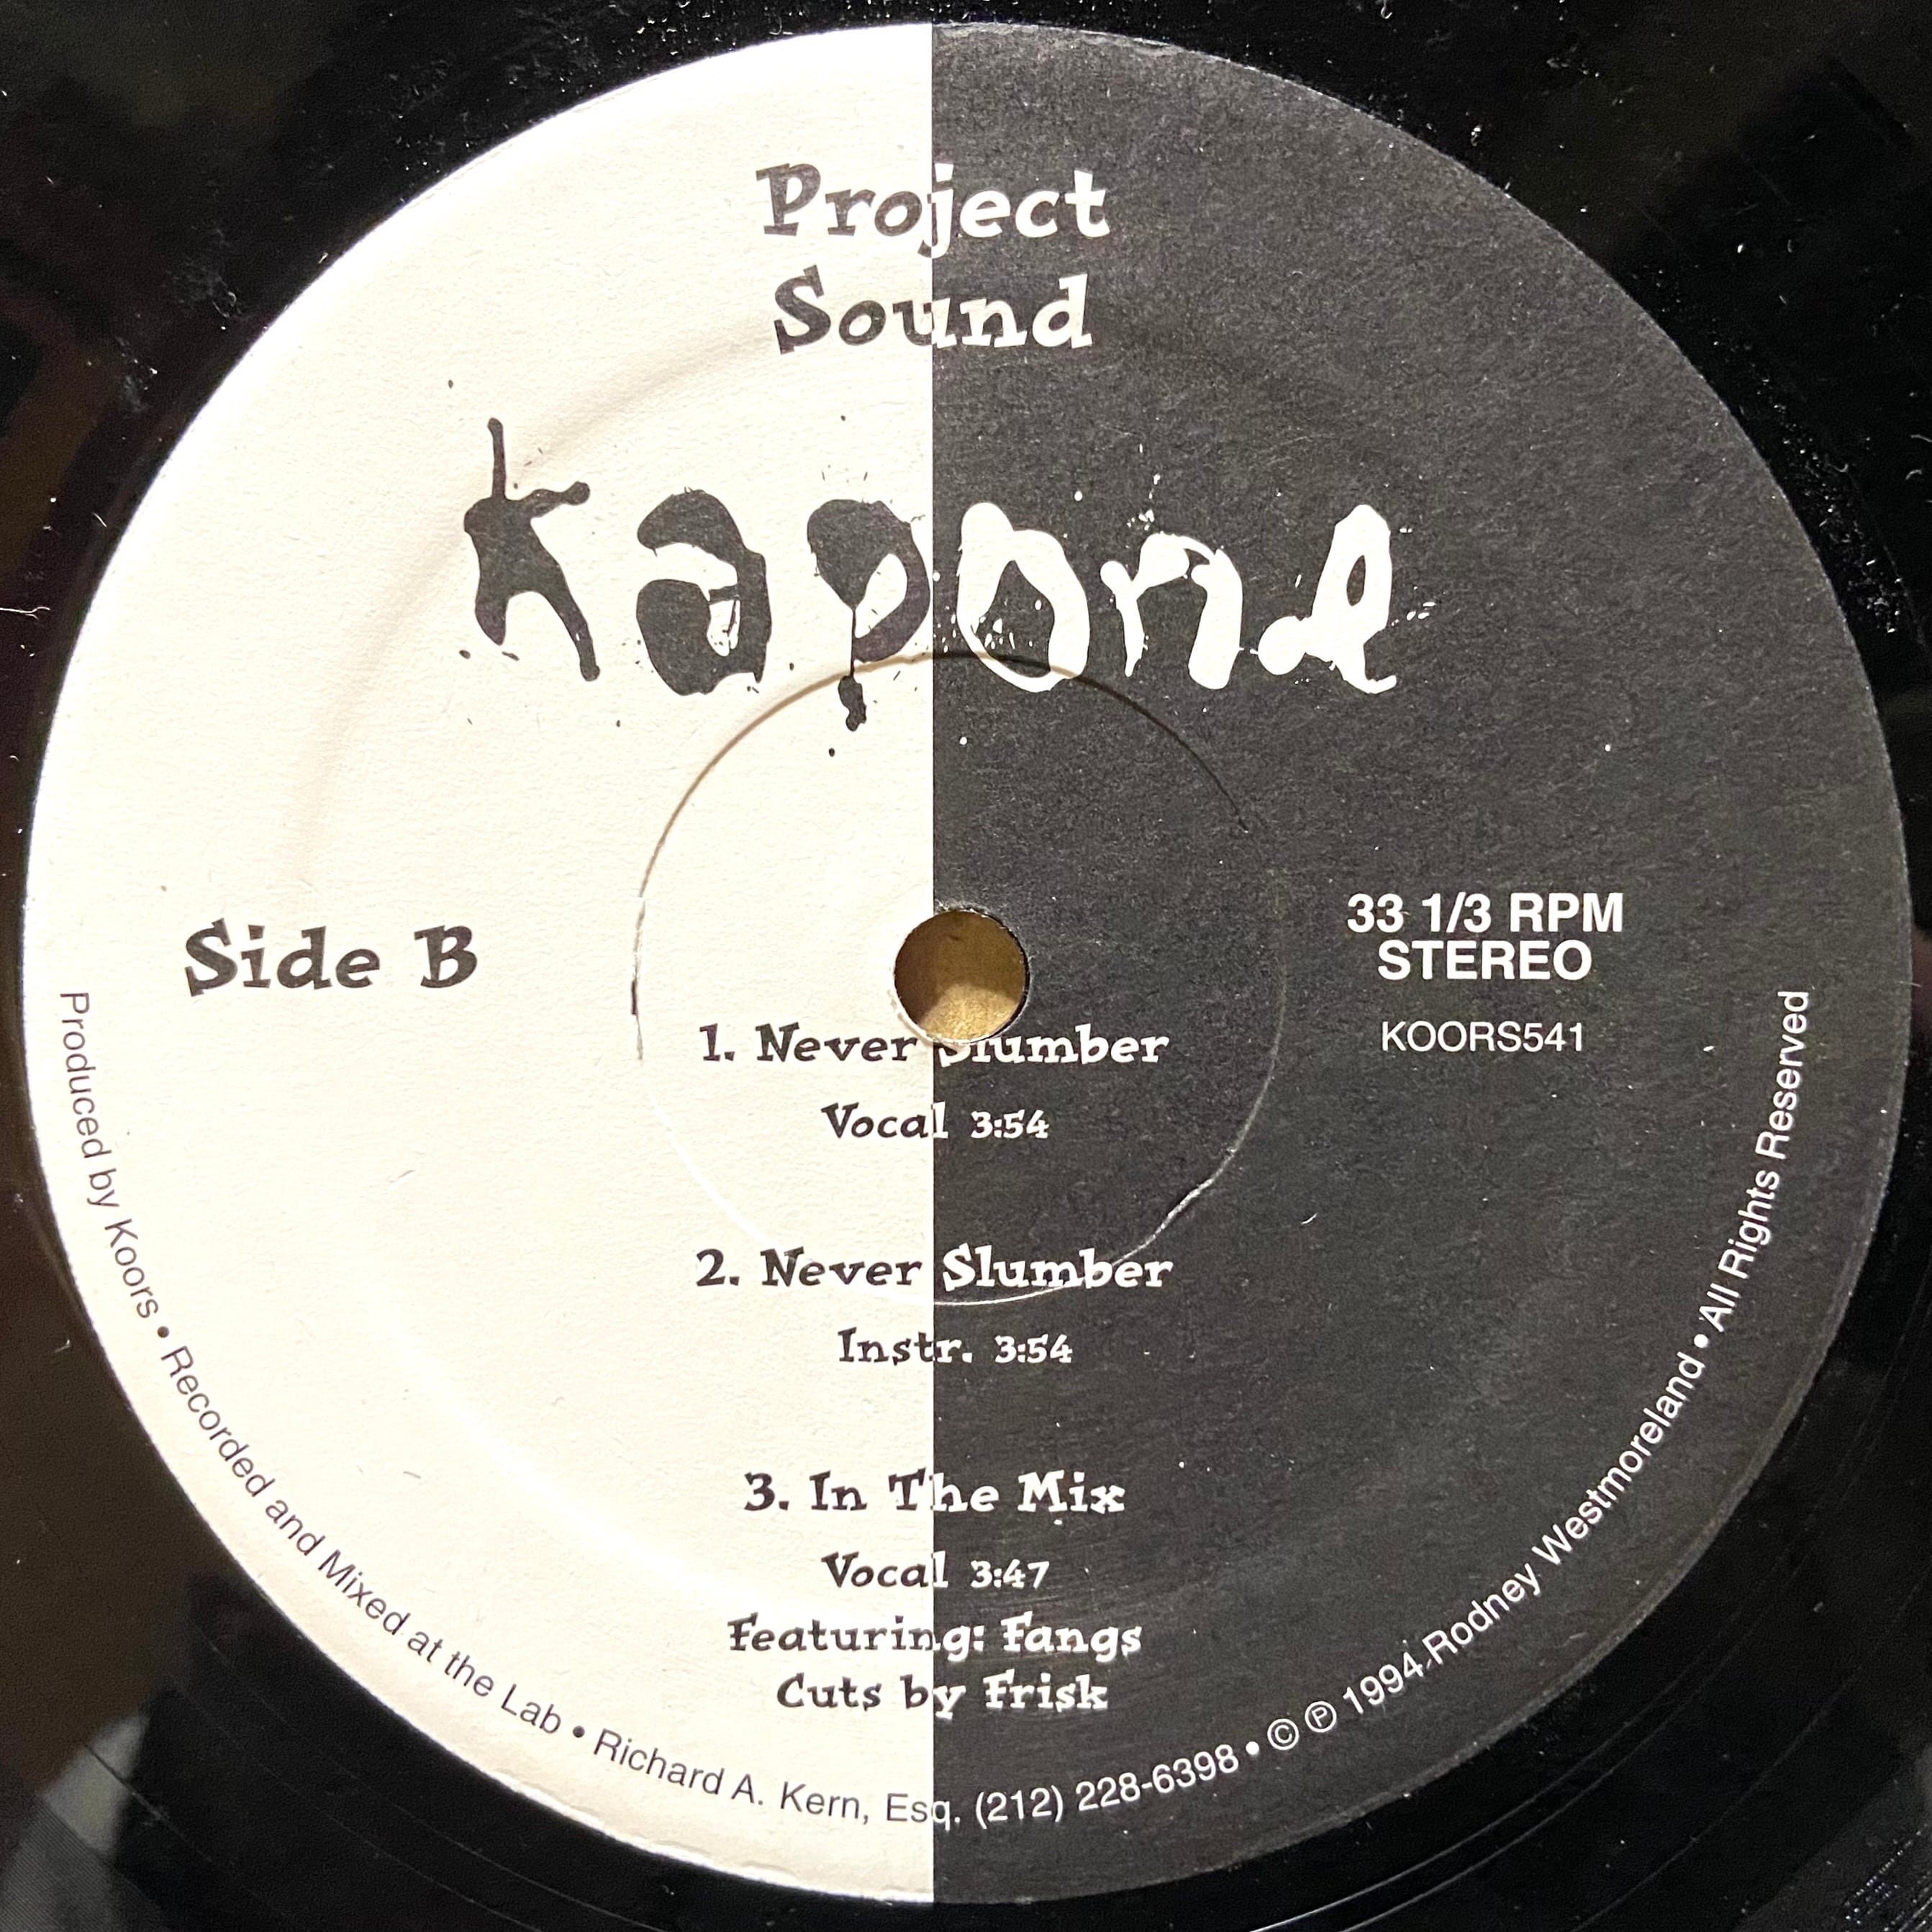 Project
Sound
Kapone
Side B
33 1/3 RPM
STEREO
KOORS541
1. Never Slumber
Vocal 3:54
2. Never Slumber
Instr. 3:54
3. In The Mix
Vocal 3:47
Featuring: Fangs
Cuts by Frisk
Produced by Koors • Recorded and Mixed at the Lab • Richard A. Kern, Esq. (212) 228-6398 • © ℗ 1994 Rodney Westmoreland • All Rights Reserved